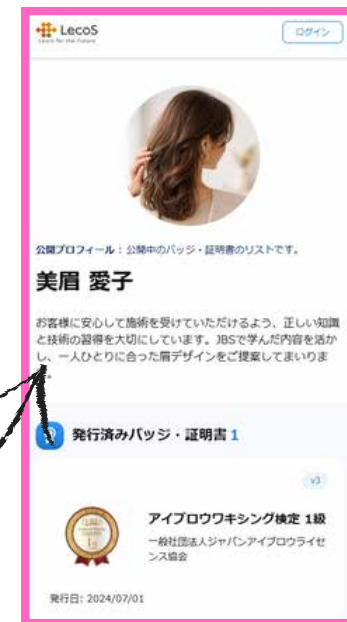 LecoS
Learn for the Future
ログイン
公開プロフィール：公開中のバッジ・証明書のリストです。
美眉 愛子
お客様に安心して施術を受けていただけるよう、正しい知識
と技術の習得を大切にしています。JBSで学んだ内容を活か
し、一人ひとりに合った眉デザインをご提案してまいりま
す。
発行済みバッジ・証明書 1
v3
アイブロウワキシング検定 1級
一般社団法人ジャパンアイブロウライセ
ンス協会
発行日: 2024/07/01